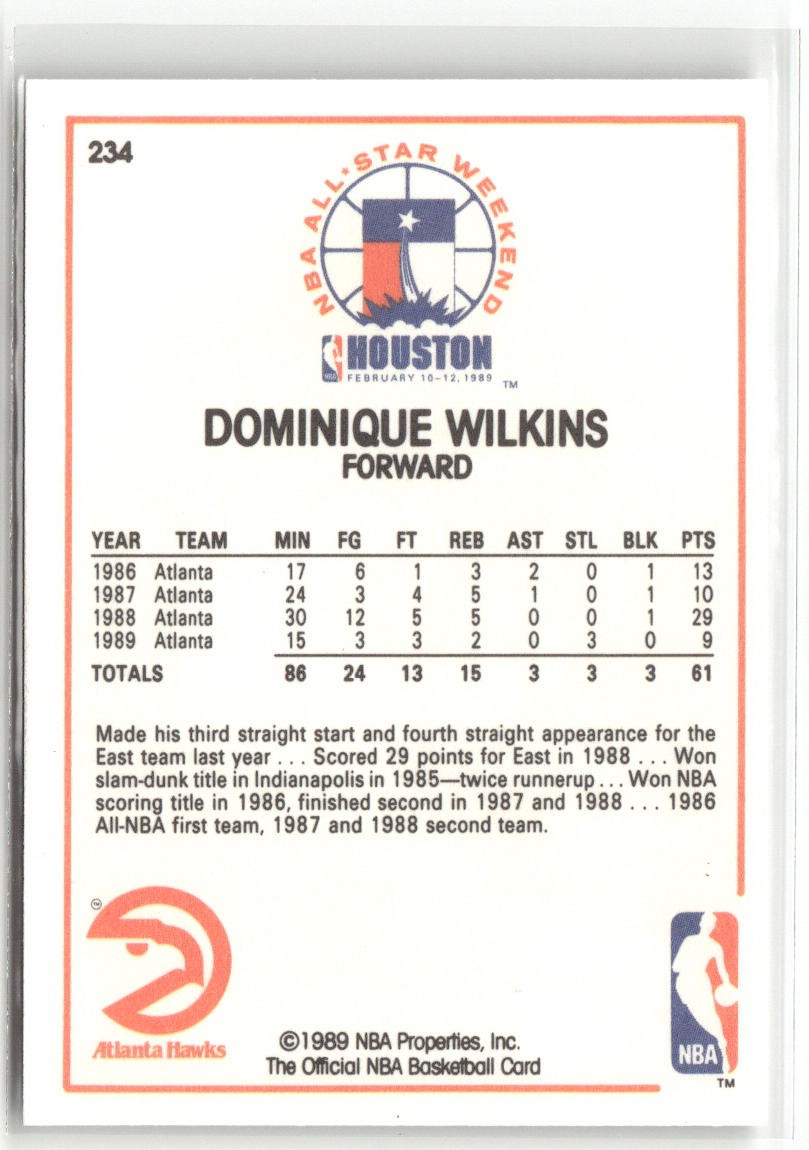 234
NBA ALL★STAR WEEKEND
NBA HOUSTON
FEBRUARY 10-12, 1989 TM
DOMINIQUE WILKINS
FORWARD
YEAR TEAM MIN FG FT REB AST STL BLK PTS
1986 Atlanta 17 6 1 3 2 0 1 13
1987 Atlanta 24 3 4 5 1 0 1 10
1988 Atlanta 30 12 5 5 0 0 1 29
1989 Atlanta 15 3 3 2 0 3 0 9
TOTALS 86 24 13 15 3 3 3 61
Made his third straight start and fourth straight appearance for the
East team last year . . . Scored 29 points for East in 1988 . . . Won
slam-dunk title in Indianapolis in 1985—twice runnerup . . . Won NBA
scoring title in 1986, finished second in 1987 and 1988 . . . 1986
All-NBA first team, 1987 and 1988 second team.
TM
Atlanta Hawks
©1989 NBA Properties, Inc.
The Official NBA Basketball Card
NBA
TM